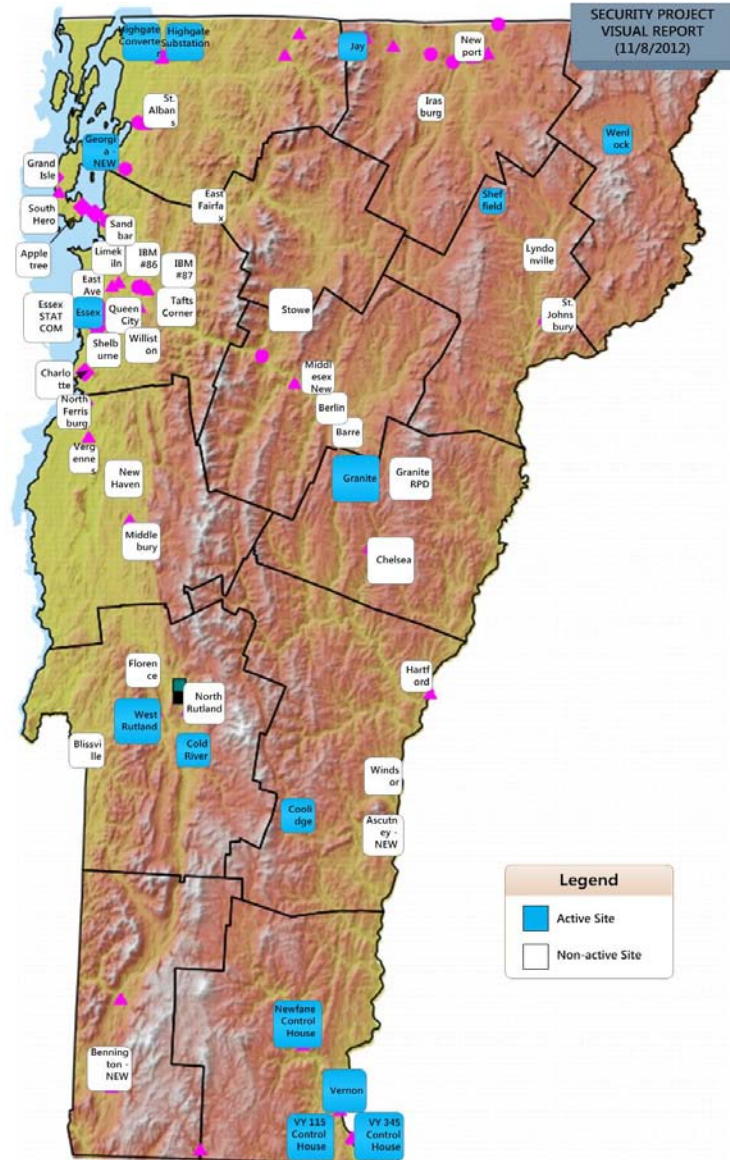 SECURITY PROJECT
VISUAL REPORT
(11/8/2012)
Highgate
Converte
r
Highgate
Substation
Jay
New
port
St.
Alban
s
Iras
burg
Georgi
a -
NEW
Wenl
ock
Grand
Isle
East
Fairfa
x
Shef
field
South
Hero
Sand
bar
Apple
tree
Limek
iln
IBM
#86
IBM
#87
Lyndo
nville
East
Ave
Essex
STAT
COM
Essex
Queen
City
Tafts
Corner
Stowe
St.
Johns
bury
Shelb
urne
Willist
on
Charlo
tte
Middl
esex
New
North
Ferris
burg
Berlin
Barre
Verg
enne
s
New
Haven
Granite
Granite
RPD
Middle
bury
Chelsea
Floren
ce
Hartf
ord
North
Rutland
West
Rutland
Blissvi
lle
Cold
River
Winds
or
Cooli
dge
Ascutn
ey -
NEW
Legend
Active Site
Non-active Site
Newfane
Control
House
Benning
ton -
NEW
Vernon
VY 115
Control
House
VY 345
Control
House